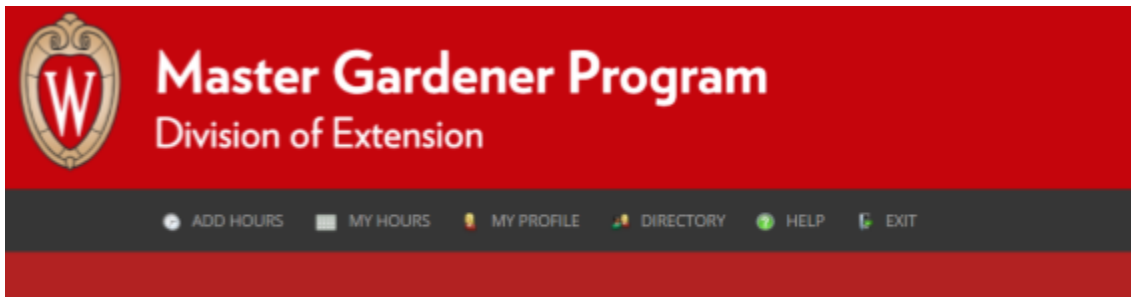 W
Master Gardener Program
Division of Extension
ADD HOURS MY HOURS MY PROFILE DIRECTORY HELP EXIT